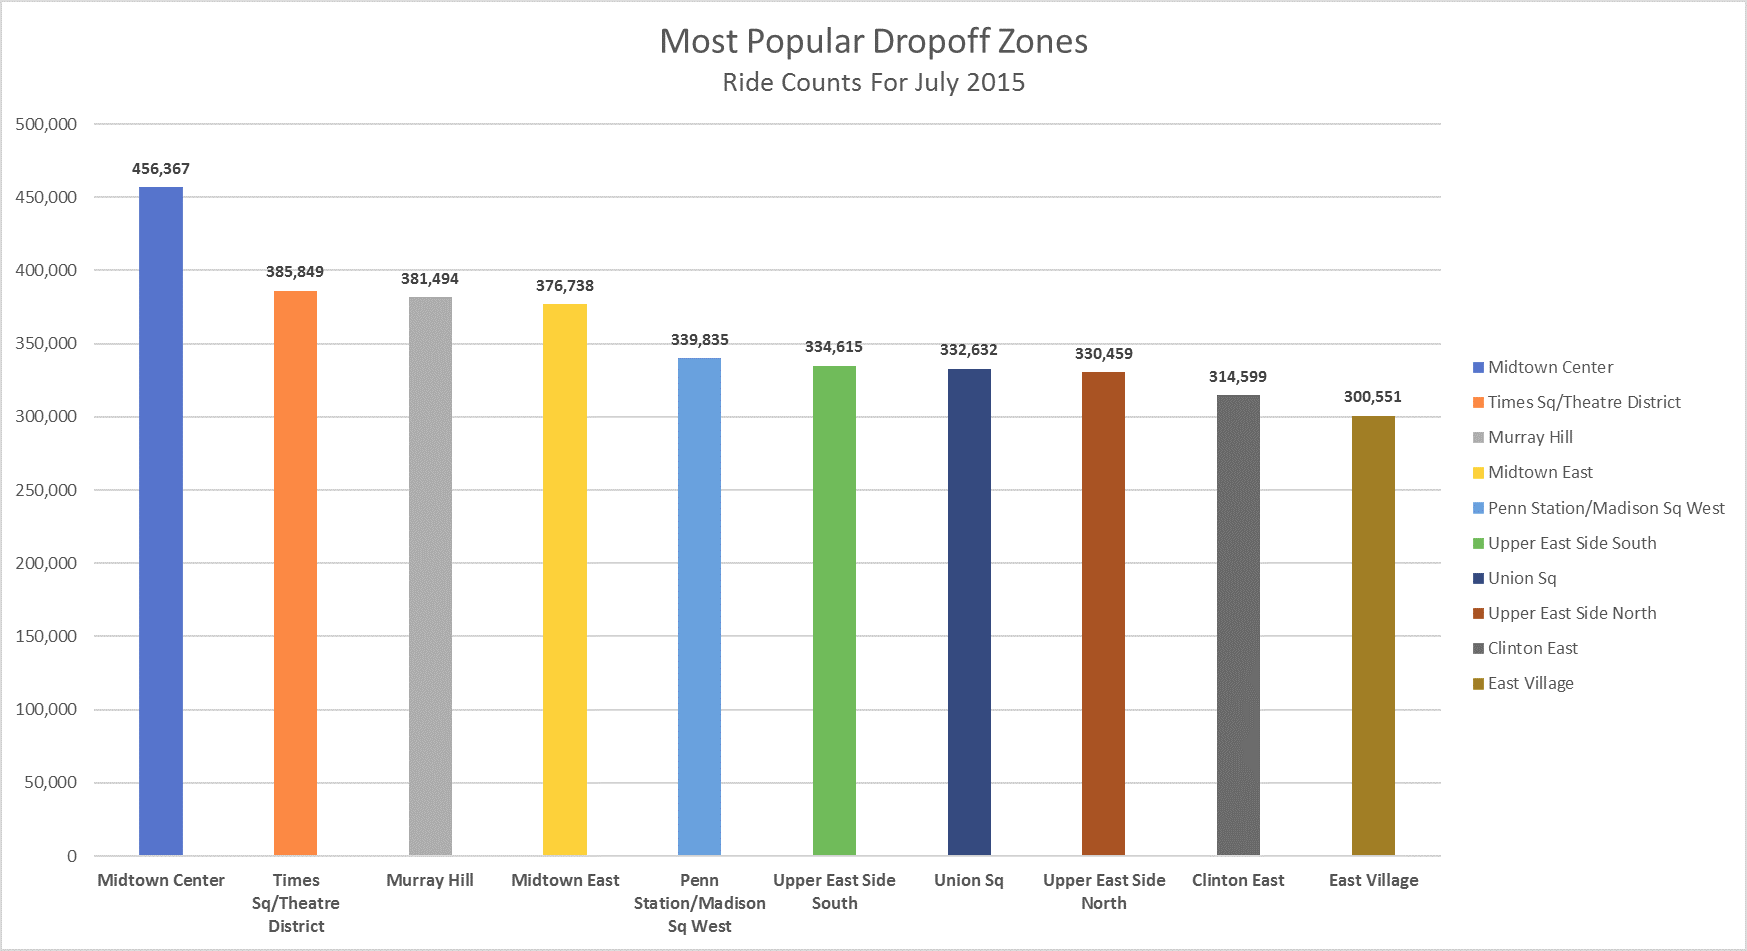 Most Popular Dropoff Zones
Ride Counts For July 2015
500,000
450,000
400,000
350,000
300,000
250,000
200,000
150,000
100,000
50,000
0
456,367
385,849
381,494
376,738
339,835
334,615
332,632
330,459
314,599
300,551
Midtown Center
Times
Sq/Theatre
District
Murray Hill
Midtown East
Penn
Station/Madison
Sq West
Upper East Side
South
Union Sq
Upper East Side
North
Clinton East
East Village
Midtown Center
Times Sq/Theatre District
Murray Hill
Midtown East
Penn Station/Madison Sq West
Upper East Side South
Union Sq
Upper East Side North
Clinton East
East Village